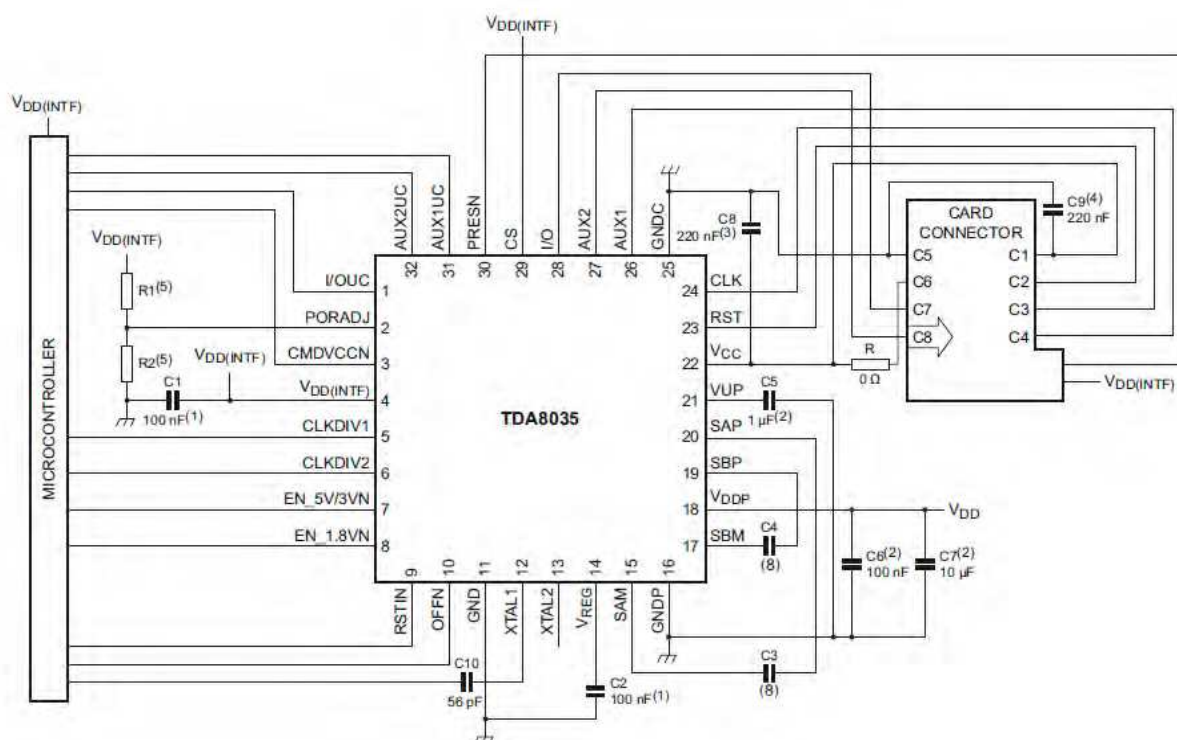 VDD(INTF)
VDD(INTF)
MICROCONTROLLER
VDD(INTF)
R1(5)
R2(5)
VDD(INTF)
C1
100 nF(1)
AUX2UC
AUX1UC
PRESN
CS
I/O
AUX2
AUX1
GNDC
32
31
30
29
28
27
26
25
I/OUC
1
PORADJ
2
CMDVCCN
3
VDD(INTF)
4
CLKDIV1
5
CLKDIV2
6
EN_5V/3VN
7
EN_1.8VN
8
TDA8035
24
CLK
23
RST
22
VCC
21
VUP
20
SAP
19
SBP
18
VDDP
17
SBM
9
10
11
12
13
14
15
16
RSTIN
OFFN
GND
XTAL1
XTAL2
VREG
SAM
GNDP
C8
220 nF(3)
C9(4)
220 nF
CARD
CONNECTOR
C5
C1
C6
C2
C7
C3
C8
C4
VDD(INTF)
R
0 Ω
C5
1 µF(2)
C4
(8)
VDD
C6(2)
100 nF
C7(2)
10 µF
C3
(8)
C10
56 pF
C2
100 nF(1)